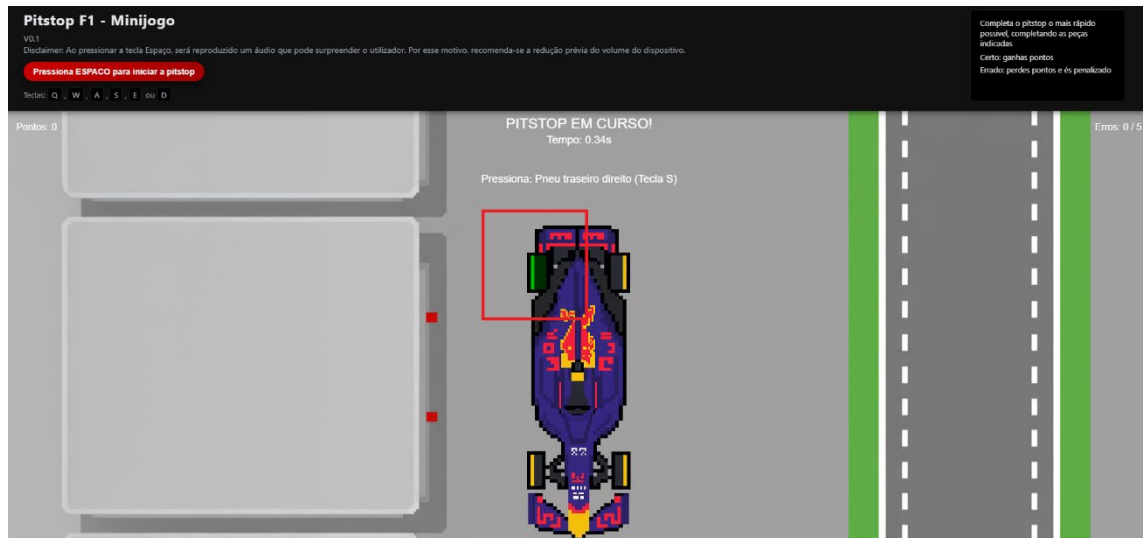 Pitstop F1 - Minijogo
V0.1
Disclaimer: Ao pressionar a tecla Espaço, será reproduzido um áudio que pode surpreender o utilizador. Por esse motivo, recomenda-se a redução prévia do volume do dispositivo.
Pressiona ESPACO para iniciar a pitstop
Teclas: Q , W , A , S , E ou D
Completa o pitstop o mais rápido
possivel, completando as peças
indicadas
Certo: ganhas pontos
Errado: perdes pontos e és penalizado
Pontos: 0
PITSTOP EM CURSO!
Tempo: 0.34s
Erros: 0 / 5
Pressiona: Pneu traseiro direito (Tecla S)